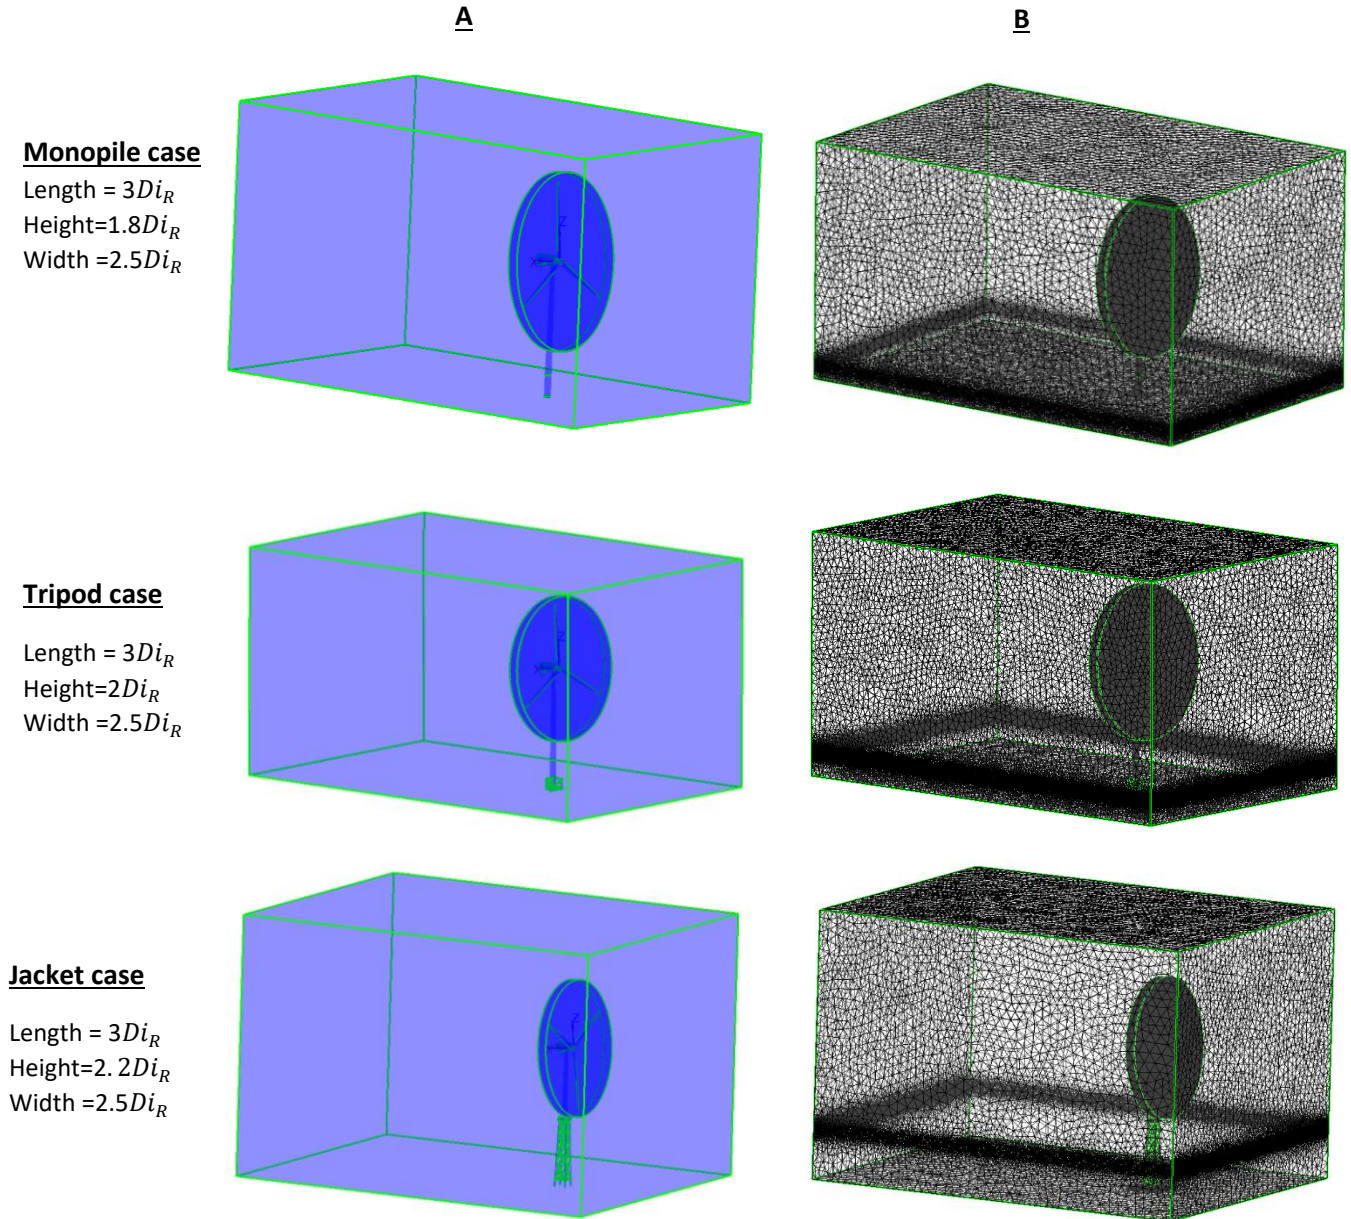 A
B
Monopile case
Length = 3Di_R
Height=1.8Di_R
Width =2.5Di_R
Z
X
Tripod case
Length = 3Di_R
Height=2Di_R
Width =2.5Di_R
Z
X
Jacket case
Length = 3Di_R
Height=2. 2Di_R
Width =2.5Di_R
Z